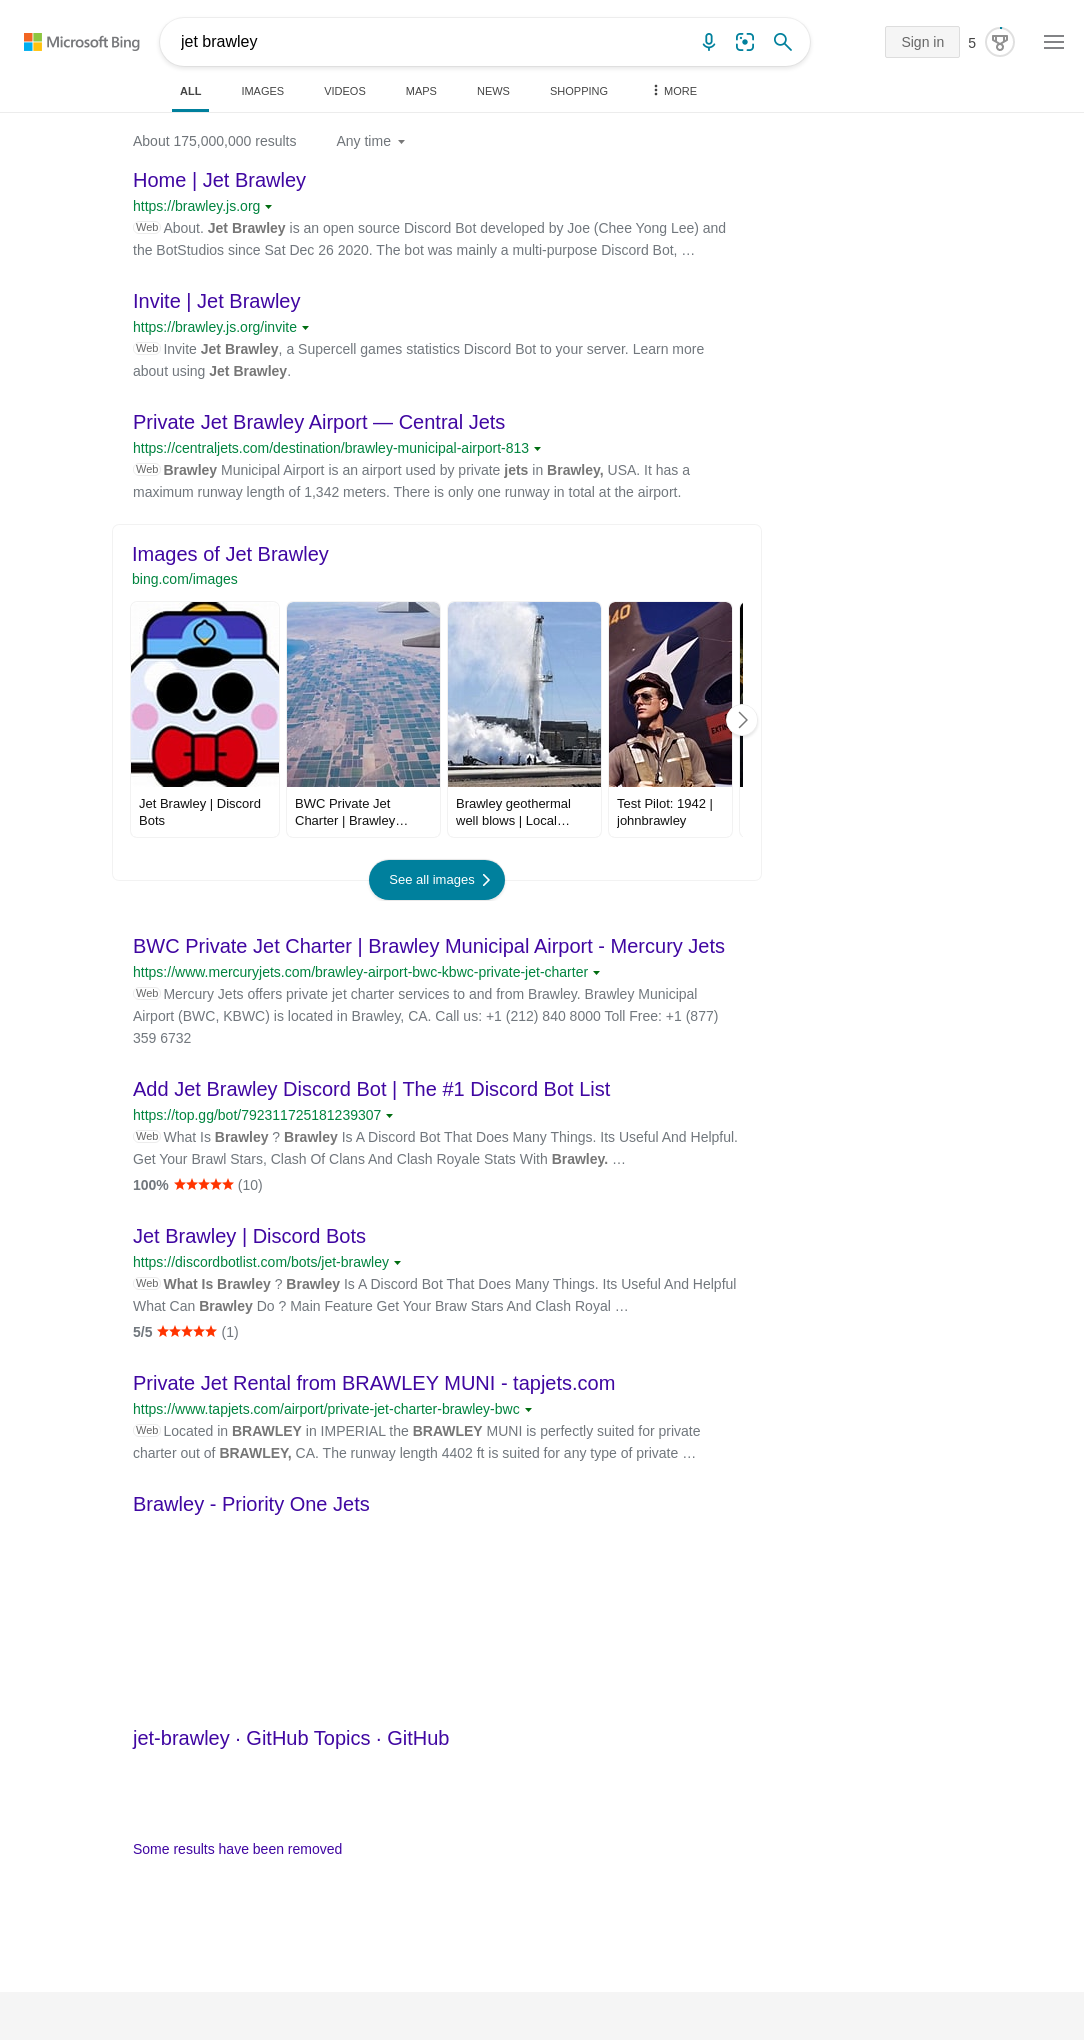 Microsoft Bing
jet brawley
Sign in
5
ALL
IMAGES
VIDEOS
MAPS
NEWS
SHOPPING
MORE
About 175,000,000 results
Any time
Home | Jet Brawley
https://brawley.js.org
Web About. Jet Brawley is an open source Discord Bot developed by Joe (Chee Yong Lee) and
the BotStudios since Sat Dec 26 2020. The bot was mainly a multi-purpose Discord Bot, …
Invite | Jet Brawley
https://brawley.js.org/invite
Web Invite Jet Brawley, a Supercell games statistics Discord Bot to your server. Learn more
about using Jet Brawley.
Private Jet Brawley Airport — Central Jets
https://centraljets.com/destination/brawley-municipal-airport-813
Web Brawley Municipal Airport is an airport used by private jets in Brawley, USA. It has a
maximum runway length of 1,342 meters. There is only one runway in total at the airport.
Images of Jet Brawley
bing.com/images
40
EXTIN
Jet Brawley | Discord
Bots
BWC Private Jet
Charter | Brawley…
Brawley geothermal
well blows | Local…
Test Pilot: 1942 |
johnbrawley
See all images
BWC Private Jet Charter | Brawley Municipal Airport - Mercury Jets
https://www.mercuryjets.com/brawley-airport-bwc-kbwc-private-jet-charter
Web Mercury Jets offers private jet charter services to and from Brawley. Brawley Municipal
Airport (BWC, KBWC) is located in Brawley, CA. Call us: +1 (212) 840 8000 Toll Free: +1 (877)
359 6732
Add Jet Brawley Discord Bot | The #1 Discord Bot List
https://top.gg/bot/792311725181239307
Web What Is Brawley ? Brawley Is A Discord Bot That Does Many Things. Its Useful And Helpful.
Get Your Brawl Stars, Clash Of Clans And Clash Royale Stats With Brawley. …
100% ★★★★★ (10)
Jet Brawley | Discord Bots
https://discordbotlist.com/bots/jet-brawley
Web What Is Brawley ? Brawley Is A Discord Bot That Does Many Things. Its Useful And Helpful
What Can Brawley Do ? Main Feature Get Your Braw Stars And Clash Royal …
5/5 ★★★★★ (1)
Private Jet Rental from BRAWLEY MUNI - tapjets.com
https://www.tapjets.com/airport/private-jet-charter-brawley-bwc
Web Located in BRAWLEY in IMPERIAL the BRAWLEY MUNI is perfectly suited for private
charter out of BRAWLEY, CA. The runway length 4402 ft is suited for any type of private …
Brawley - Priority One Jets
jet-brawley · GitHub Topics · GitHub
Some results have been removed